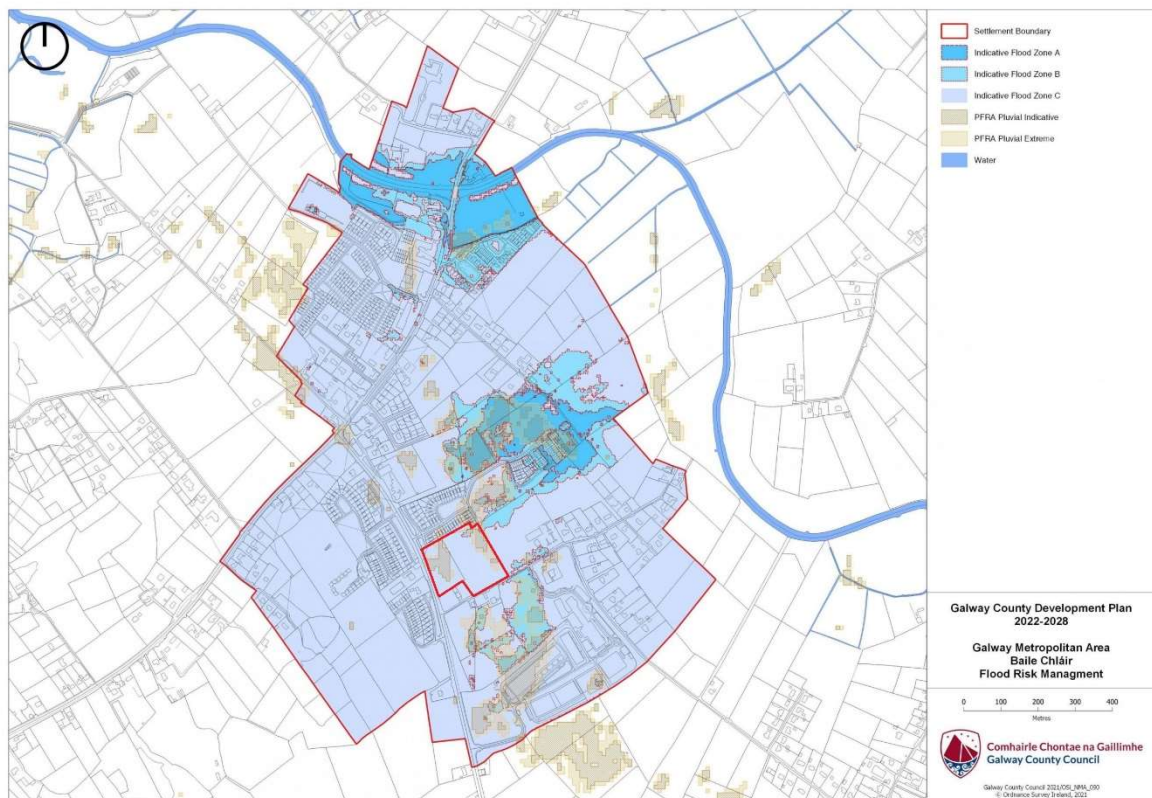 Settlement Boundary
Indicative Flood Zone A
Indicative Flood Zone B
Indicative Flood Zone C
PFRA Pluvial Indicative
PFRA Pluvial Extreme
Water
Galway County Development Plan
2022-2028
Galway Metropolitan Area
Baile Chláir
Flood Risk Managment
0 100 200 300 400
Metres
Comhairle Chontae na Gaillimhe
Galway County Council
Galway County Council 2021/OSI_NMA_090
© Ordnance Survey Ireland, 2021